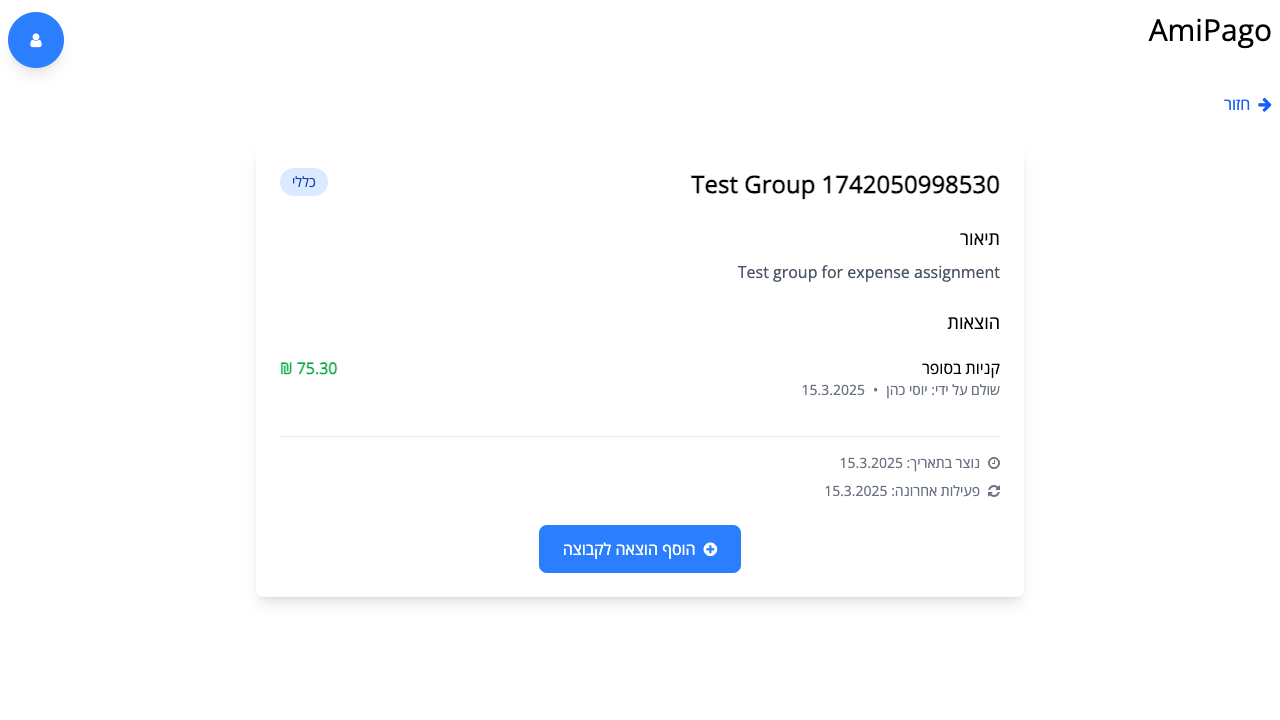 AmiPago
חזור
Test Group 1742050998530
כללי
תיאור
Test group for expense assignment
הוצאות
קניות בסופר
75.30 ₪
שולם על ידי: יוסי כהן • 15.3.2025
נוצר בתאריך: 15.3.2025
פעילות אחרונה: 15.3.2025
הוסף הוצאה לקבוצה